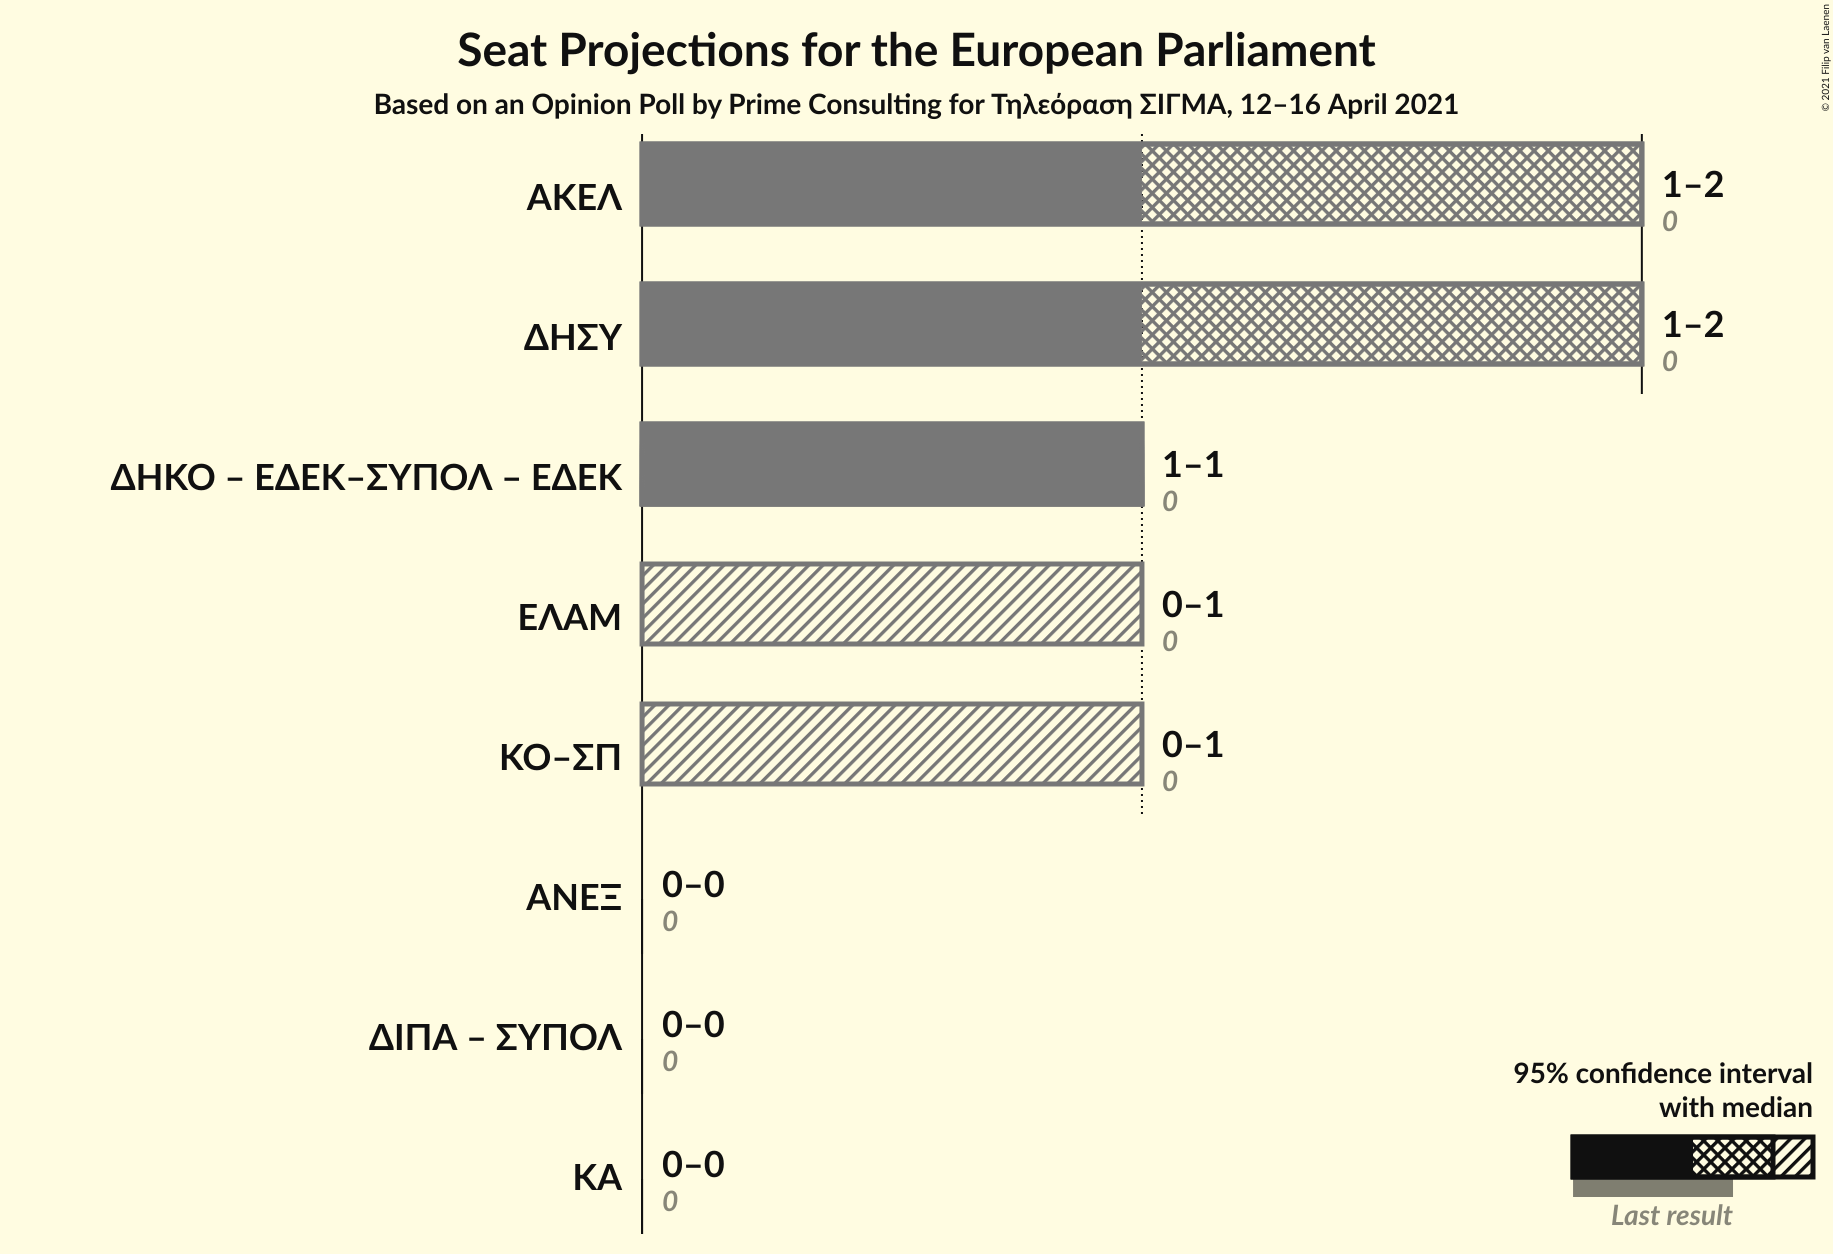 Seat Projections for the European Parliament
Based on an Opinion Poll by Prime Consulting for Τηλεόραση ΣΙΓΜΑ, 12–16 April 2021
© 2021 Filip van Laenen
ΑΚΕΛ
1–2
0
ΔΗΣΥ
1–2
0
ΔΗΚΟ – ΕΔΕΚ–ΣΥΠΟΛ – ΕΔΕΚ
1–1
0
ΕΛΑΜ
0–1
0
ΚΟ–ΣΠ
0–1
0
ΑΝΕΞ
0–0
0
ΔΙΠΑ – ΣΥΠΟΛ
0–0
0
ΚΑ
0–0
0
95% confidence interval
with median
Last result